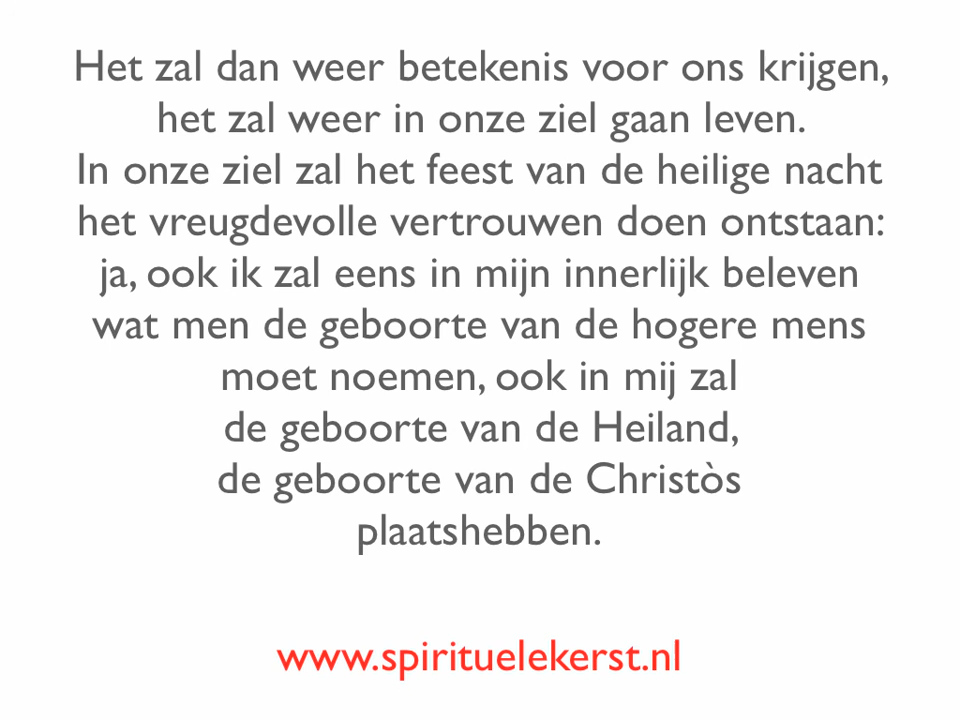 Het zal dan weer betekenis voor ons krijgen,
het zal weer in onze ziel gaan leven.
In onze ziel zal het feest van de heilige nacht
het vreugdevolle vertrouwen doen ontstaan:
ja, ook ik zal eens in mijn innerlijk beleven
wat men de geboorte van de hogere mens
moet noemen, ook in mij zal
de geboorte van de Heiland,
de geboorte van de Christòs
plaatshebben.
www.spirituelekerst.nl